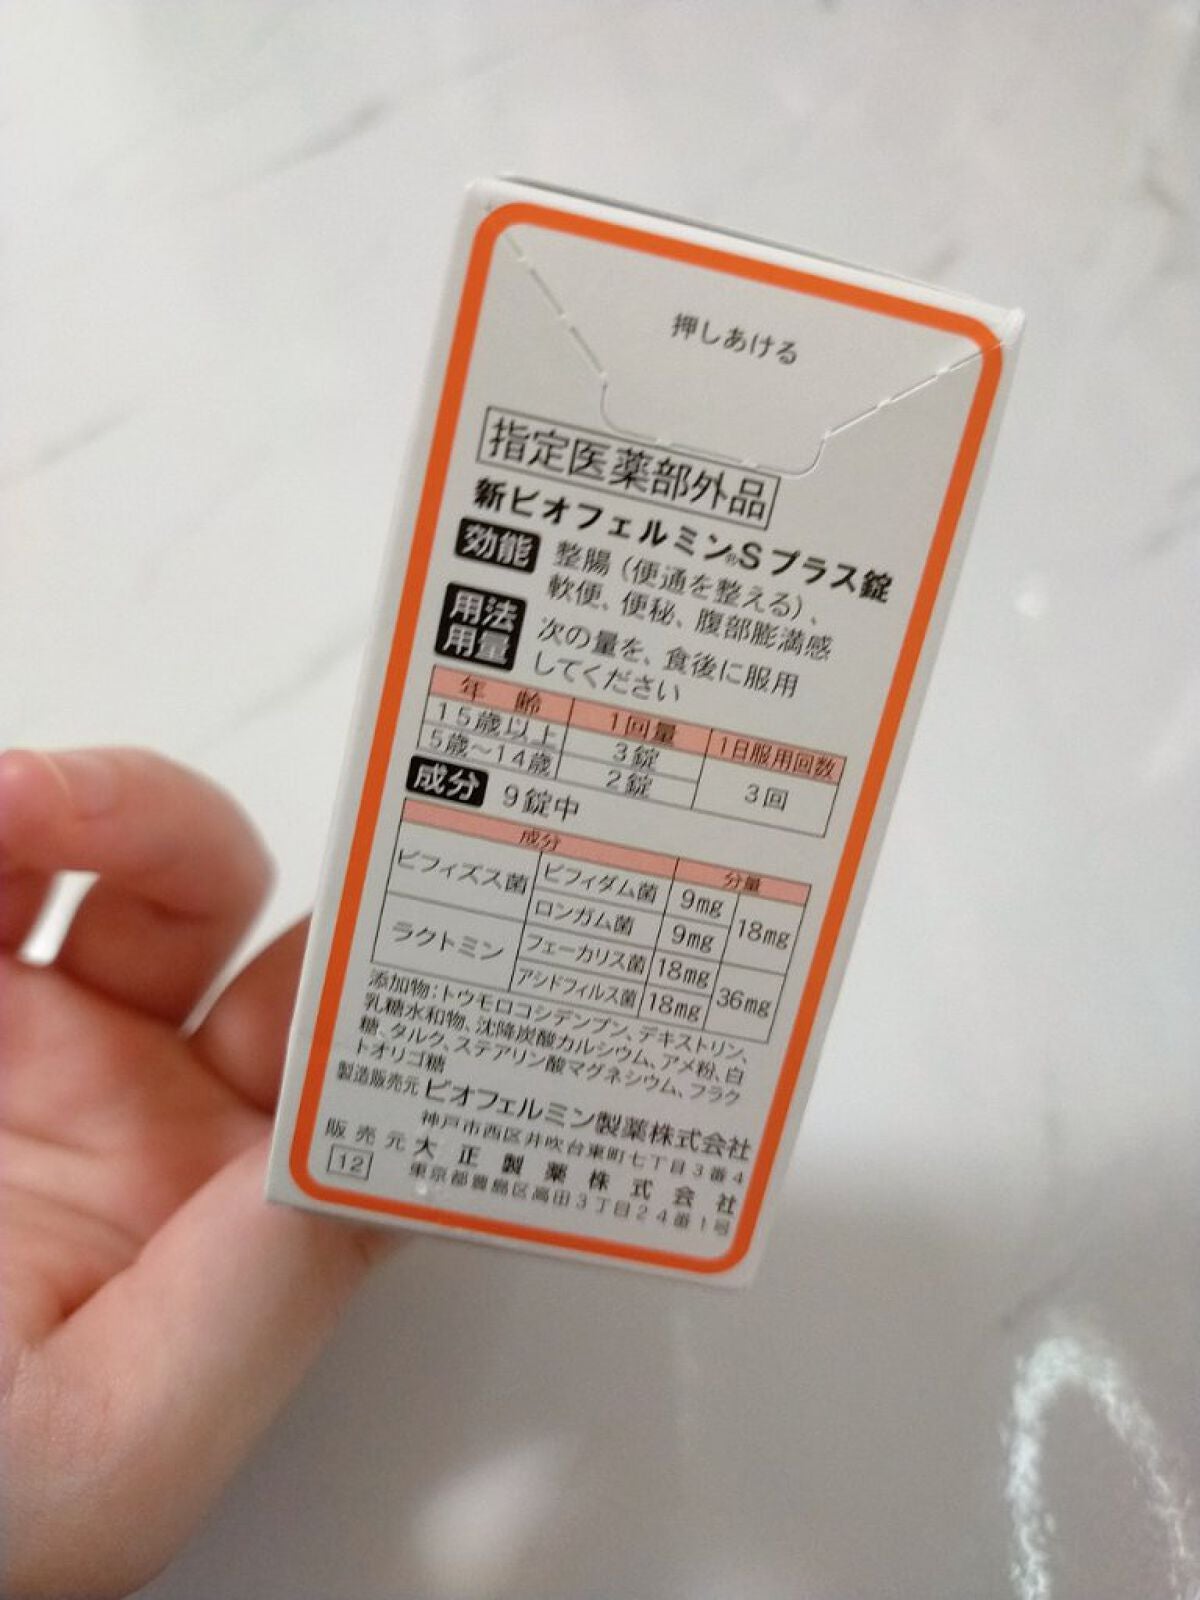 押しあける
指定医薬部外品
新ビオフェルミン®Sプラス錠
効能 整腸（便通を整える）、
軟便、便秘、腹部膨満感
用法
用量 次の量を、食後に服用
してください
年齢 1回量 1日服用回数
15歳以上 3錠 3回
5歳～14歳 2錠
成分 9錠中
成分 分量
ビフィズス菌 ビフィダム菌 9mg 18mg
ロンガム菌 9mg
ラクトミン フェーカリス菌 18mg 36mg
アシドフィルス菌 18mg
添加物：トウモロコシデンプン、デキストリン、
乳糖水和物、沈降炭酸カルシウム、アメ粉、白
糖、タルク、ステアリン酸マグネシウム、フラク
トオリゴ糖
製造販売元 ビオフェルミン製薬株式会社
神戸市西区井吹台東町七丁目3番4
販売元 大正製薬株式会社
東京都豊島区高田3丁目24番1号
12